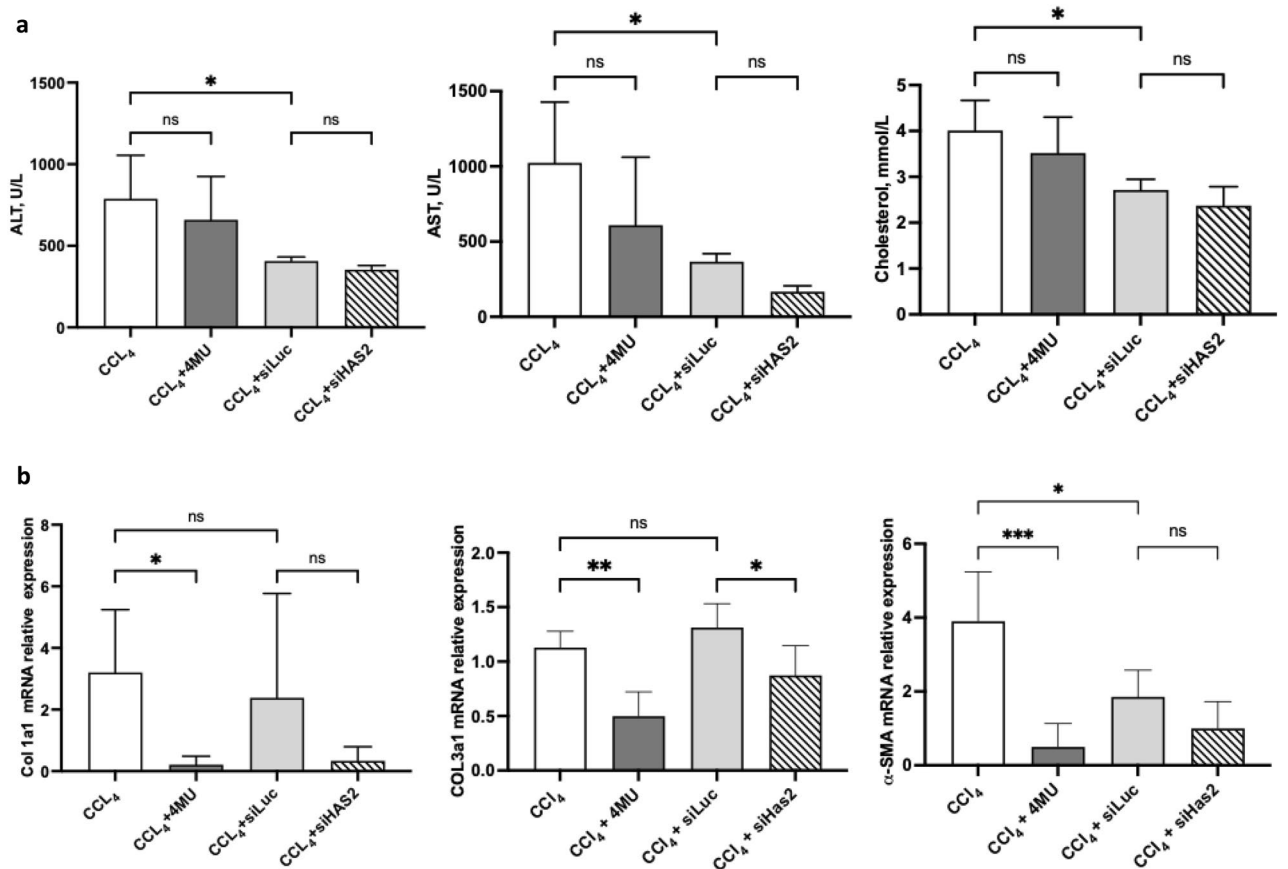 a
*
ns
ns
ALT, U/L
1500
1000
500
0
CCL₄
CCL₄+4MU
CCL₄+siLuc
CCL₄+siHAS2
*
ns
ns
AST, U/L
1500
1000
500
0
CCL₄
CCL₄+4MU
CCL₄+siLuc
CCL₄+siHAS2
*
ns
ns
Cholesterol, mmol/L
5
4
3
2
1
0
CCL₄
CCL₄+4MU
CCL₄+siLuc
CCL₄+siHAS2
b
ns
*
ns
Col 1a1 mRNA relative expression
8
6
4
2
0
CCL₄
CCL₄+4MU
CCL₄+siLuc
CCL₄+siHAS2
ns
**
*
COL3a1 mRNA relative expression
2.0
1.5
1.0
0.5
0.0
CCl₄
CCl₄ + 4MU
CCl₄ + siLuc
CCl₄ + siHas2
*
***
ns
α-SMA mRNA relative expression
6
4
2
0
CCl₄
CCl₄ + 4MU
CCl₄ + siLuc
CCl₄ + siHas2